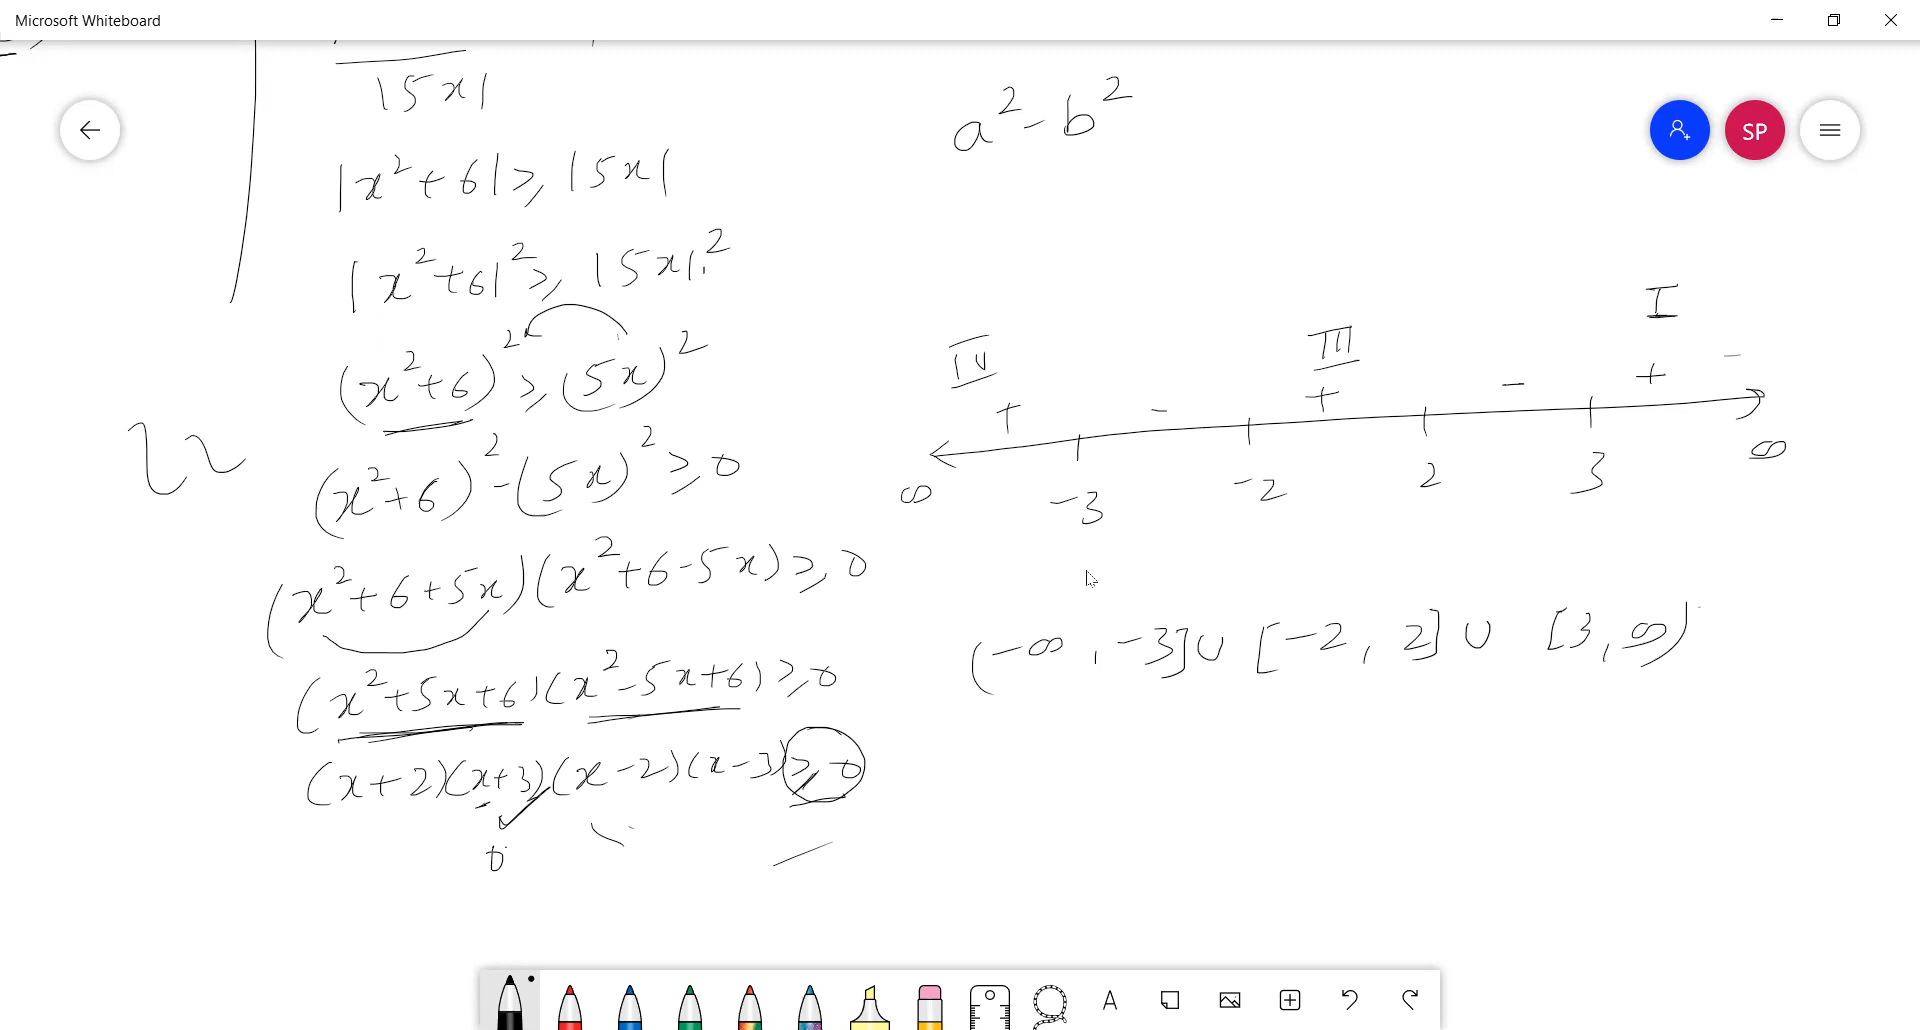 Microsoft Whiteboard
|5x|
|x²+6| ≥ |5x|
|x²+6|² ≥ |5x|²
(x²+6)² ≥ (5x)²
(x²+6)² - (5x)² ≥ 0
(x²+6+5x)(x²+6-5x) ≥ 0
(x²+5x+6)(x²-5x+6) ≥ 0
(x+2)(x+3)(x-2)(x-3) ≥ 0
0
a² - b²
SP
IV III I
+ - + - + -
∞ -3 -2 2 3 ∞
(-∞, -3] ∪ [-2, 2] ∪ [3, ∞)
A